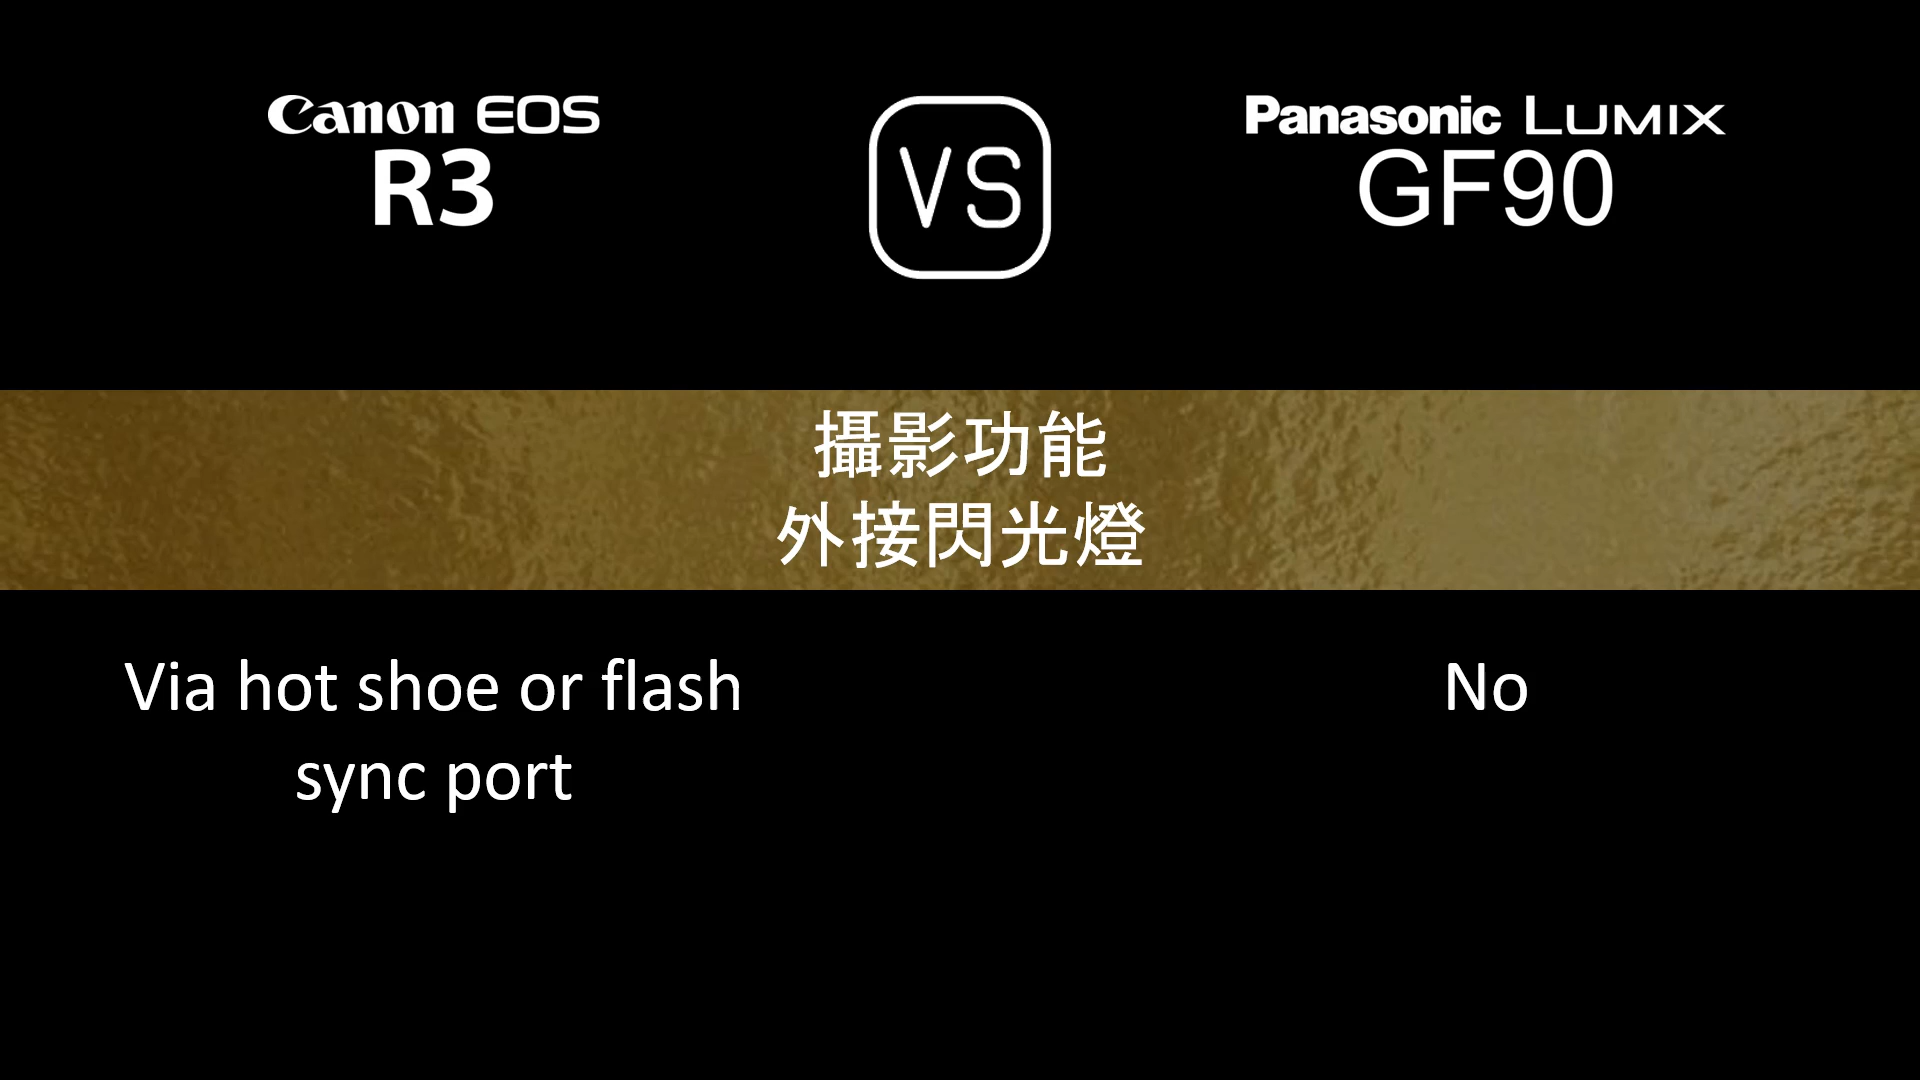 Canon EOS
R3
VS
Panasonic LUMIX
GF90
攝影功能
外接閃光燈
Via hot shoe or flash
sync port
No